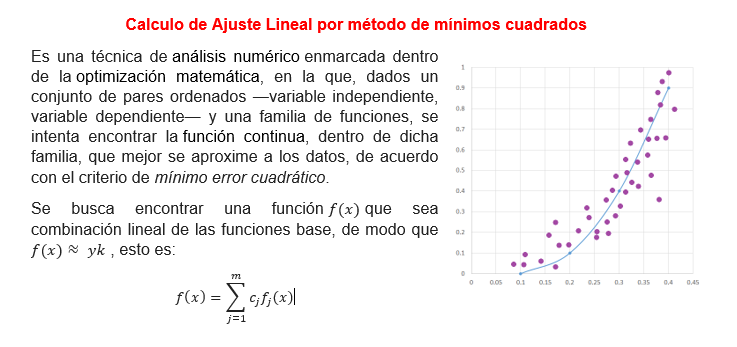 Calculo de Ajuste Lineal por método de mínimos cuadrados
Es una técnica de análisis numérico enmarcada dentro
de la optimización matemática, en la que, dados un
conjunto de pares ordenados —variable independiente,
variable dependiente— y una familia de funciones, se
intenta encontrar la función continua, dentro de dicha
familia, que mejor se aproxime a los datos, de acuerdo
con el criterio de mínimo error cuadrático.
Se busca encontrar una función f(x) que sea
combinación lineal de las funciones base, de modo que
f(x) ≈ yk , esto es:
m
f(x) = ∑ cⱼfⱼ(x)
j=1
1
0.9
0.8
0.7
0.6
0.5
0.4
0.3
0.2
0.1
0
0 0.05 0.1 0.15 0.2 0.25 0.3 0.35 0.4 0.45